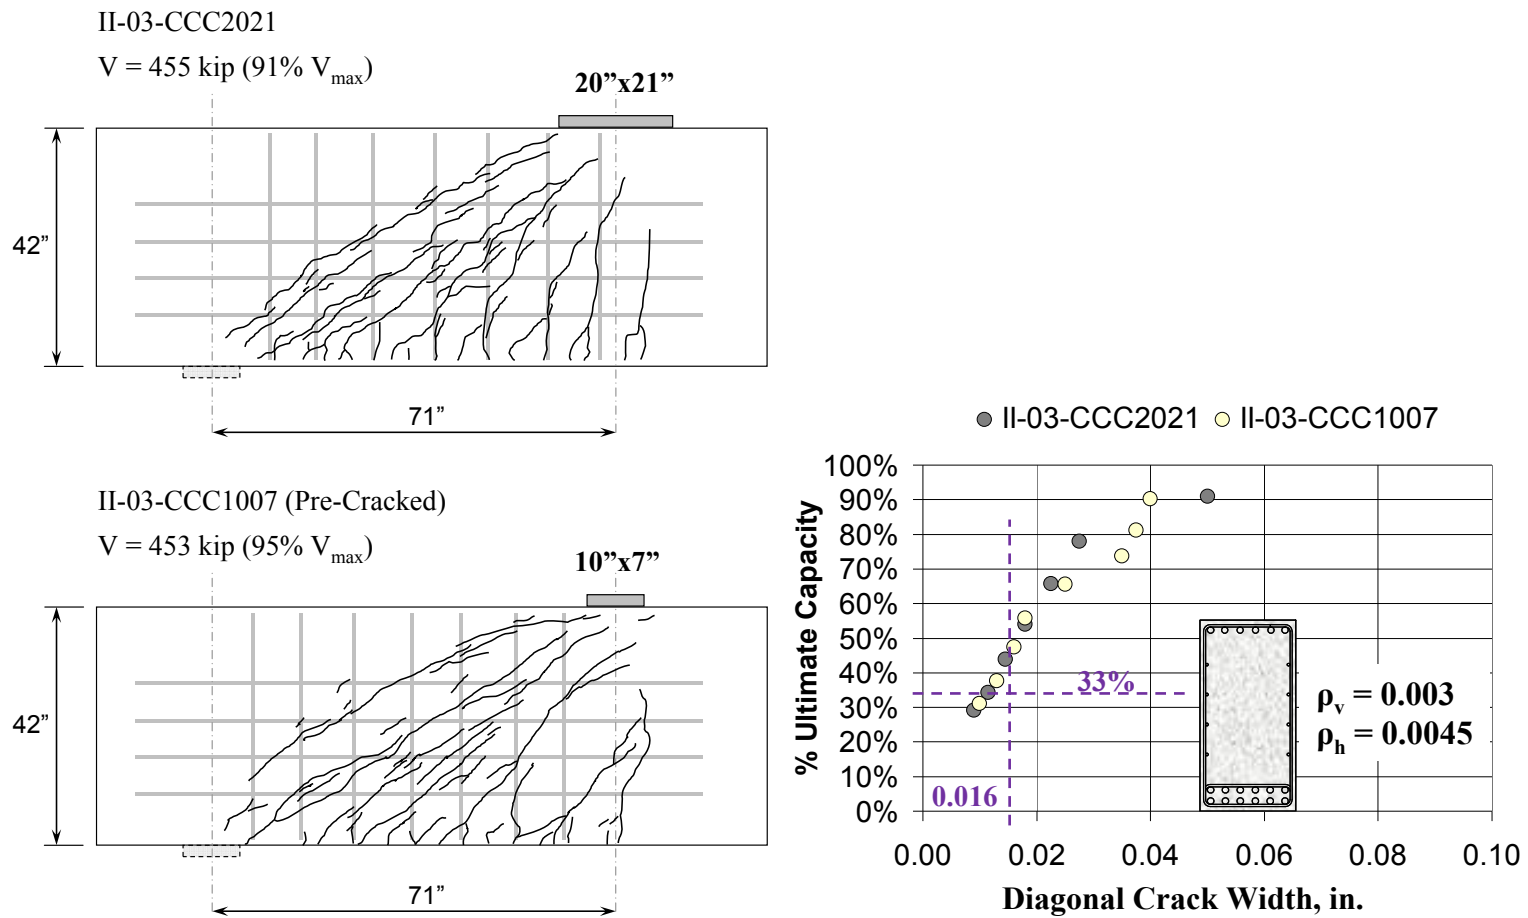 II-03-CCC2021
V = 455 kip (91% Vmax)
20”x21”
42”
71”
II-03-CCC1007 (Pre-Cracked)
V = 453 kip (95% Vmax)
10”x7”
42”
71”
II-03-CCC2021 II-03-CCC1007
% Ultimate Capacity
100%
90%
80%
70%
60%
50%
40%
30%
20%
10%
0%
33%
0.016
ρv = 0.003
ρh = 0.0045
0.00 0.02 0.04 0.06 0.08 0.10
Diagonal Crack Width, in.